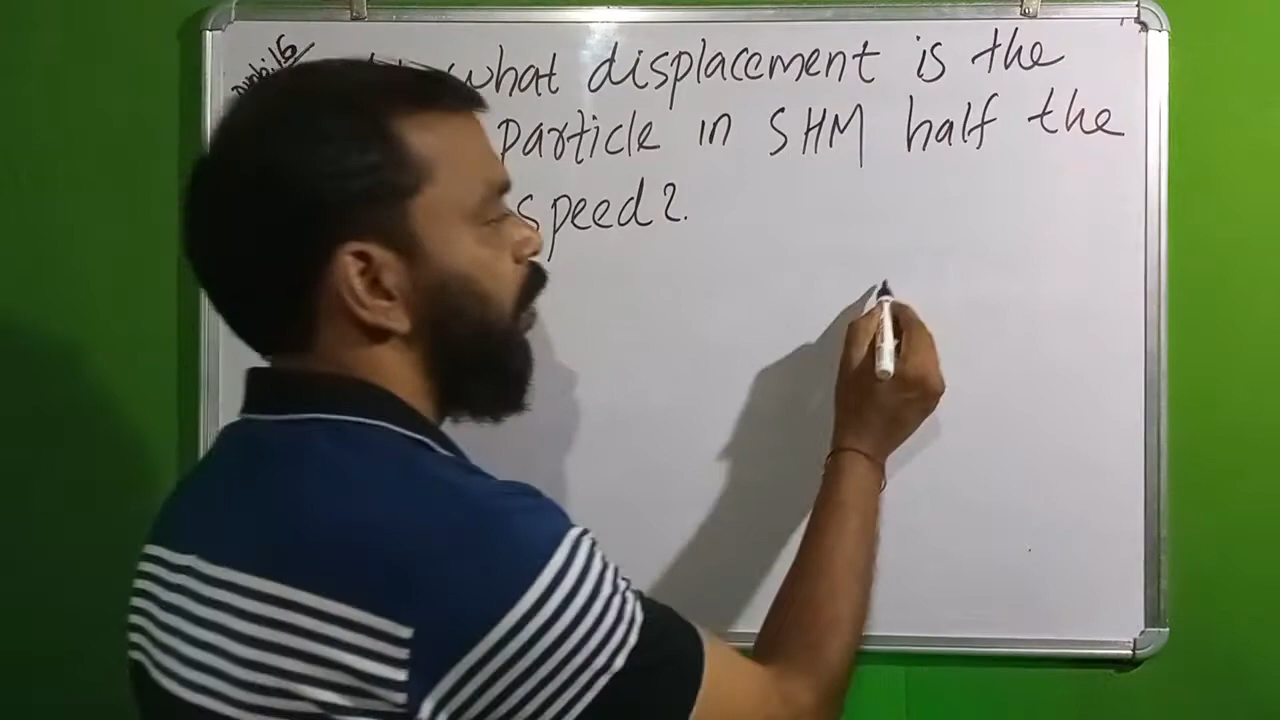 what displacement is the
particle in SHM half the
speed?